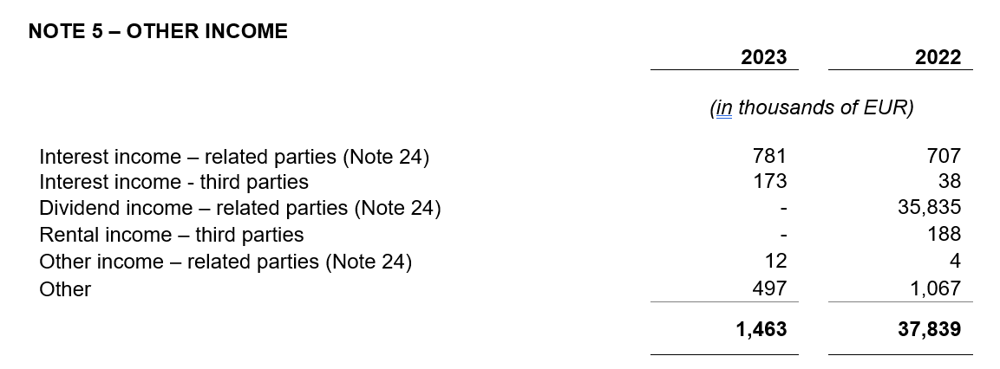 NOTE 5 – OTHER INCOME
2023 2022
(in thousands of EUR)
Interest income – related parties (Note 24) 781 707
Interest income - third parties 173 38
Dividend income – related parties (Note 24) - 35,835
Rental income – third parties - 188
Other income – related parties (Note 24) 12 4
Other 497 1,067
1,463 37,839